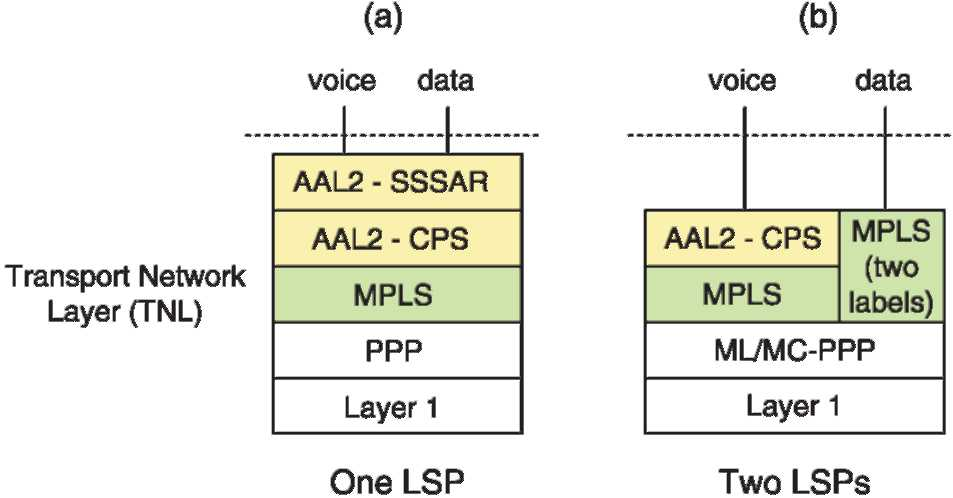 (a)
voice data
AAL2 - SSSAR
AAL2 - CPS
MPLS
PPP
Layer 1
One LSP
Transport Network
Layer (TNL)
(b)
voice data
AAL2 - CPS
MPLS
MPLS
(two
labels)
ML/MC-PPP
Layer 1
Two LSPs